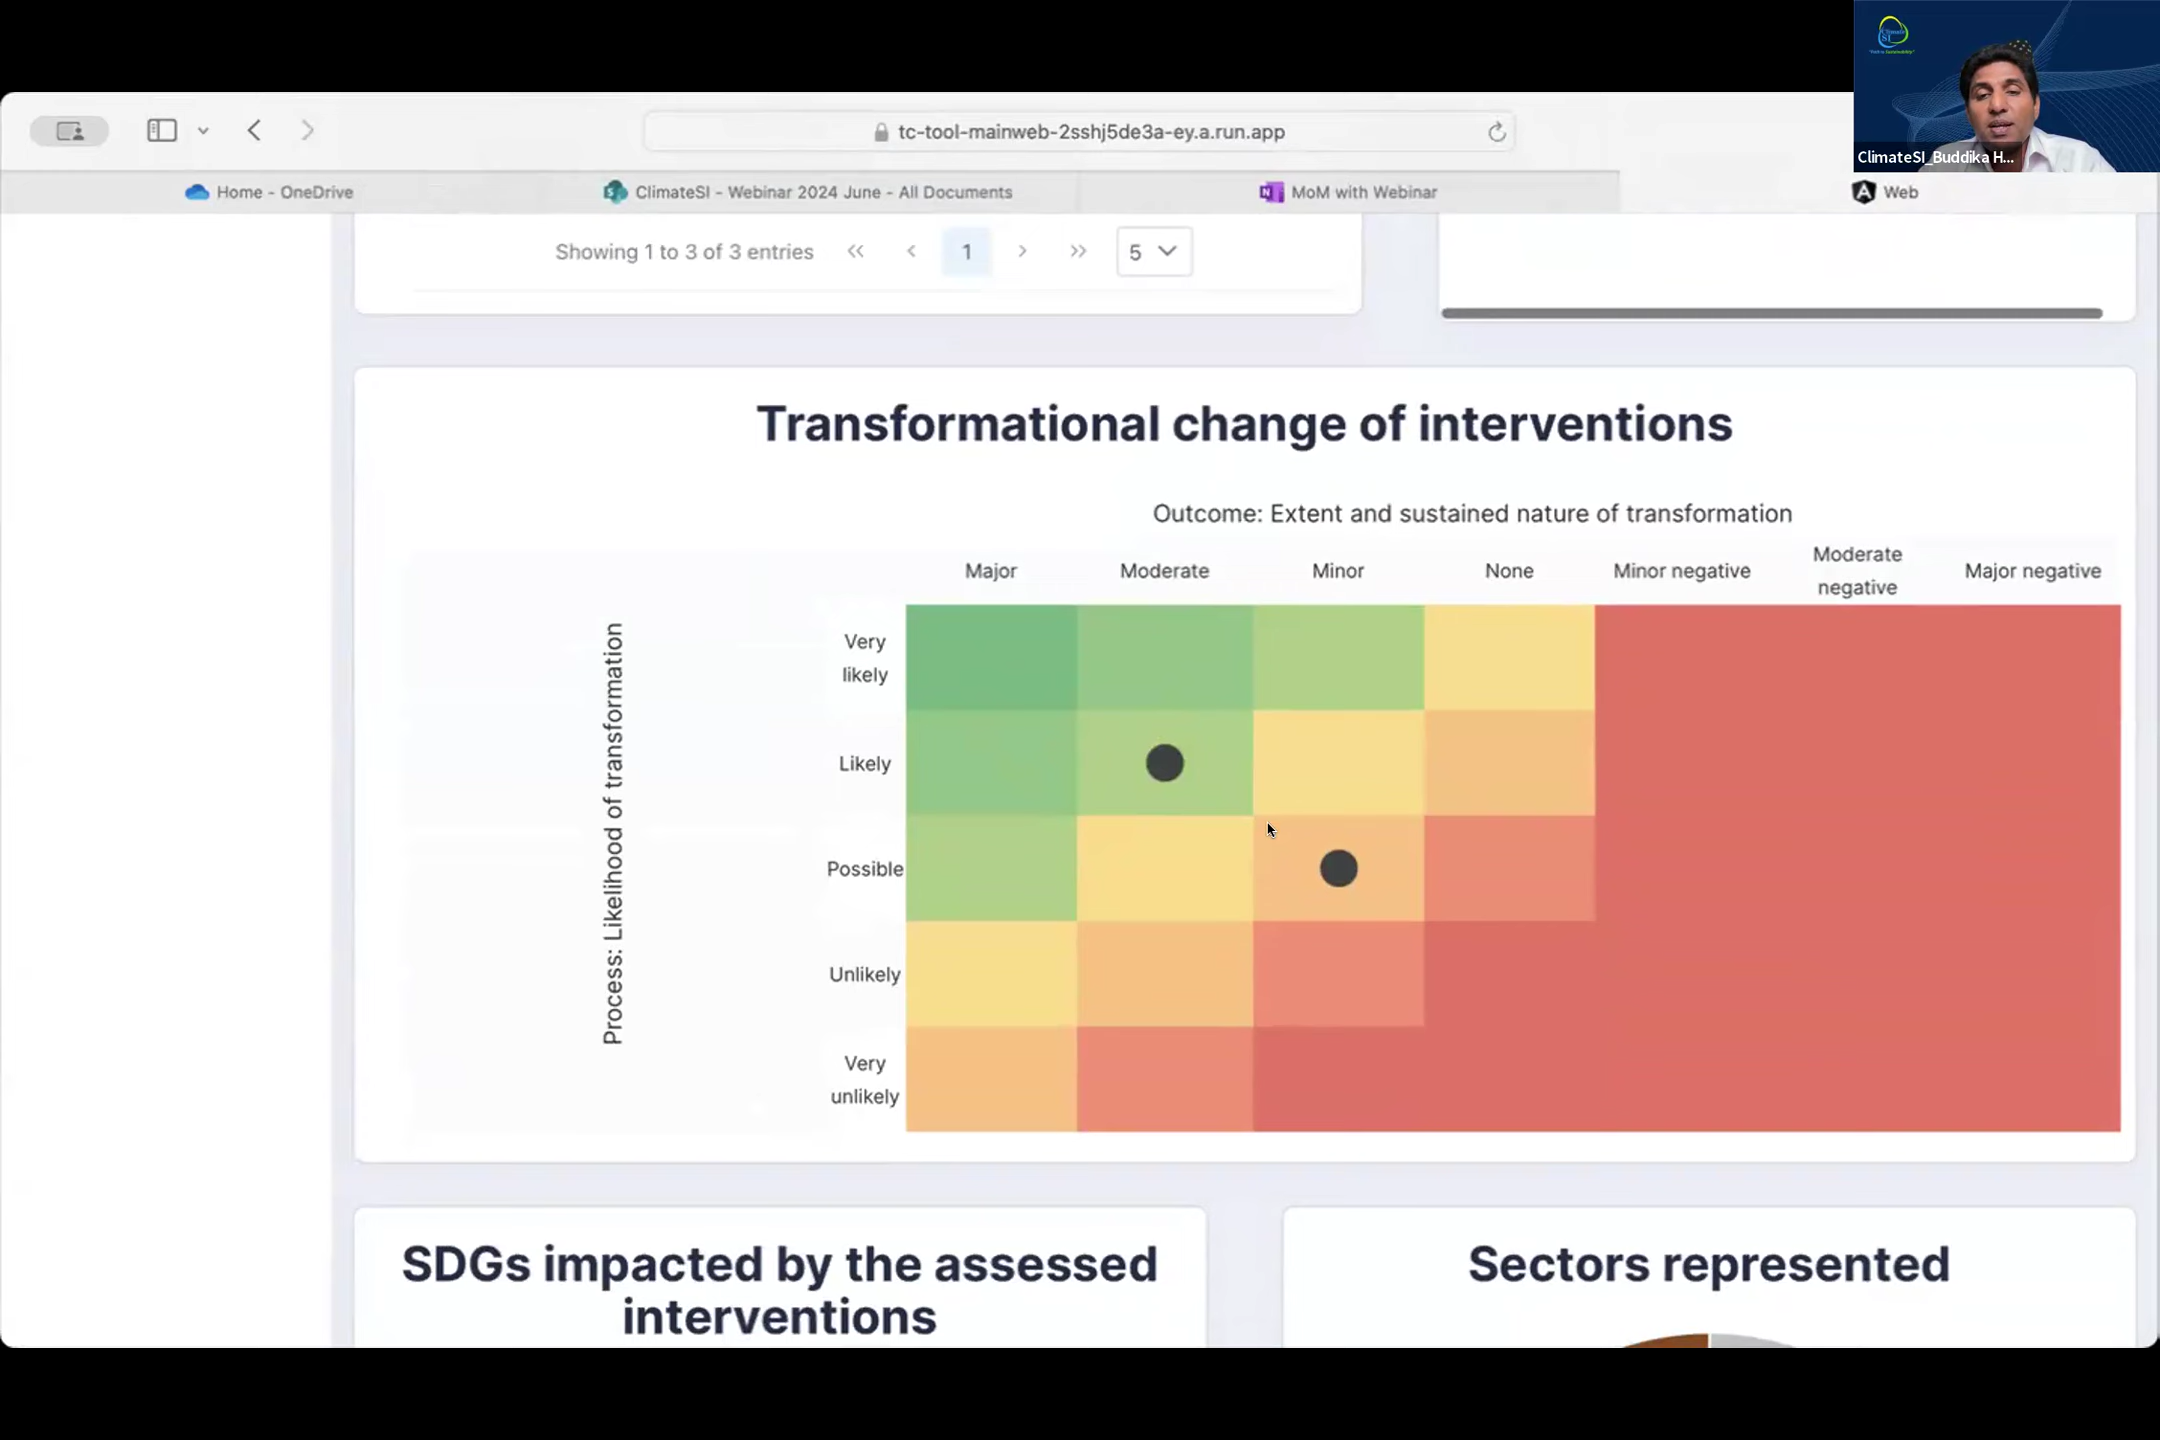 tc-tool-mainweb-2sshj5de3a-ey.a.run.app
ClimateSI_Buddika H...
Home - OneDrive
ClimateSI - Webinar 2024 June - All Documents
MoM with Webinar
Web
Showing 1 to 3 of 3 entries
1
5
Transformational change of interventions
Outcome: Extent and sustained nature of transformation
Major
Moderate
Minor
None
Minor negative
Moderate
negative
Major negative
Process: Likelihood of transformation
Very
likely
Likely
Possible
Unlikely
Very
unlikely
SDGs impacted by the assessed
interventions
Sectors represented